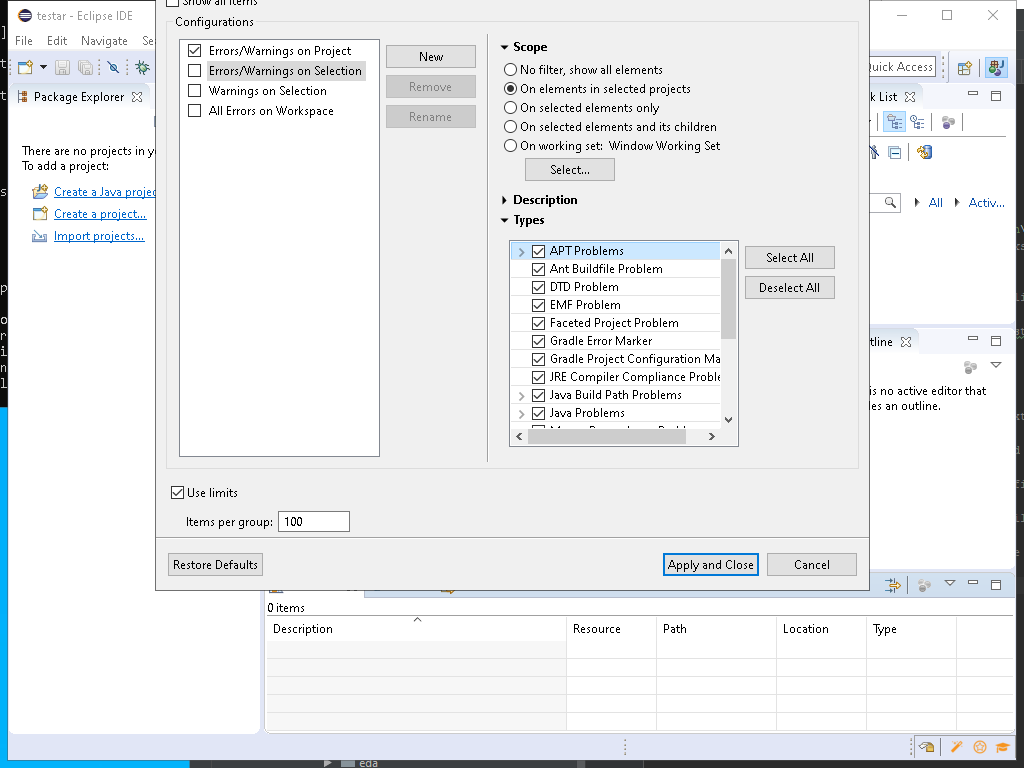 testar - Eclipse IDE
File Edit Navigate
Quick Access
Package Explorer
There are no projects in
To add a project:
Create a Java
Create a project...
Import projects...
Show all items
Configurations
Errors/Warnings on Project
Errors/Warnings on Selection
Warnings on Selection
All Errors on Workspace
New
Remove
Rename
Scope
No filter, show all elements
On elements in selected projects
On selected elements only
On selected elements and its children
On working set: Window Working Set
Select...
Description
Types
APT Problems
Ant Buildfile Problem
DTD Problem
EMF Problem
Faceted Project Problem
Gradle Error Marker
Gradle Project Configuration Ma
JRE Compiler Compliance Proble
Java Build Path Problems
Java Problems
Select All
Deselect All
Use limits
Items per group: 100
Restore Defaults
Apply and Close
Cancel
List
All
Activ...
is no active editor that
an outline.
0 items
Description Resource Path Location Type
eda